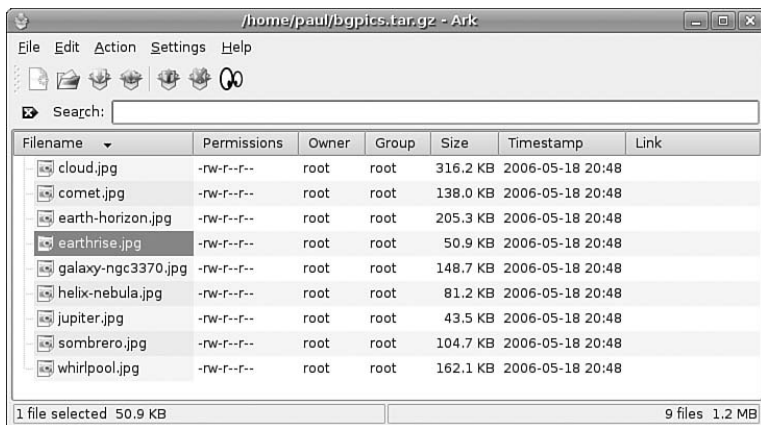 /home/paul/bgpics.tar.gz - Ark
File Edit Action Settings Help
Search:
Filename Permissions Owner Group Size Timestamp Link
cloud.jpg -rw-r--r-- root root 316.2 KB 2006-05-18 20:48
comet.jpg -rw-r--r-- root root 138.0 KB 2006-05-18 20:48
earth-horizon.jpg -rw-r--r-- root root 205.3 KB 2006-05-18 20:48
earthrise.jpg -rw-r--r-- root root 50.9 KB 2006-05-18 20:48
galaxy-ngc3370.jpg -rw-r--r-- root root 148.7 KB 2006-05-18 20:48
helix-nebula.jpg -rw-r--r-- root root 81.2 KB 2006-05-18 20:48
jupiter.jpg -rw-r--r-- root root 43.5 KB 2006-05-18 20:48
sombrero.jpg -rw-r--r-- root root 104.7 KB 2006-05-18 20:48
whirlpool.jpg -rw-r--r-- root root 162.1 KB 2006-05-18 20:48
1 file selected 50.9 KB 9 files 1.2 MB